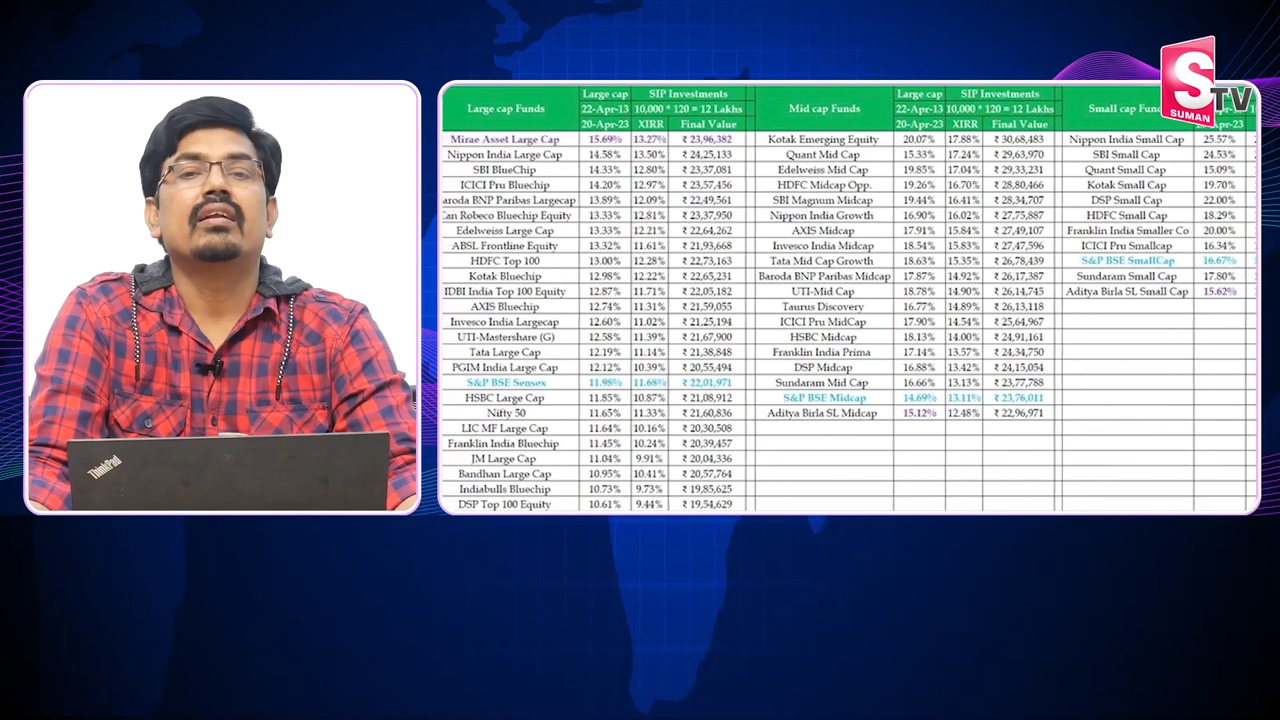 S
TV
SUMAN
ThinkPad
Large cap Funds Large cap SIP Investments Mid cap Funds Large cap SIP Investments Small cap
22-Apr-13 10,000 * 120 = 12 Lakhs 22-Apr-13 10,000 * 120 = 12 Lakhs
20-Apr-23 XIRR Final Value 20-Apr-23 XIRR Final Value
Mirae Asset Large Cap 15.69% 13.27% ₹ 23,96,382 Kotak Emerging Equity 20.07% 17.88% ₹ 30,68,483 Nippon India Small Cap 25.57%
Nippon India Large Cap 14.58% 13.50% ₹ 24,25,133 Quant Mid Cap 15.33% 17.24% ₹ 29,63,970 SBI Small Cap 24.53%
SBI BlueChip 14.33% 12.80% ₹ 23,37,081 Edelweiss Mid Cap 19.85% 17.04% ₹ 29,33,231 Quant Small Cap 15.09%
ICICI Pru Bluechip 14.20% 12.97% ₹ 23,57,456 HDFC Midcap Opp. 19.26% 16.70% ₹ 28,80,466 Kotak Small Cap 19.70%
aroda BNP Paribas Largecap 13.89% 12.09% ₹ 22,49,561 SBI Magnum Midcap 19.44% 16.41% ₹ 28,34,707 DSP Small Cap 22.00%
an Robeco Bluechip Equity 13.33% 12.81% ₹ 23,37,950 Nippon India Growth 16.90% 16.02% ₹ 27,75,887 HDFC Small Cap 18.29%
Edelweiss Large Cap 13.33% 12.21% ₹ 22,64,262 AXIS Midcap 17.91% 15.84% ₹ 27,49,107 Franklin India Smaller Co 20.00%
ABSL Frontline Equity 13.32% 11.61% ₹ 21,93,668 Invesco India Midcap 18.54% 15.83% ₹ 27,47,596 ICICI Pru Smallcap 16.34%
HDFC Top 100 13.00% 12.28% ₹ 22,73,163 Tata Mid Cap Growth 18.63% 15.35% ₹ 26,78,439 S&P BSE SmallCap 16.67%
Kotak Bluechip 12.98% 12.22% ₹ 22,65,231 Baroda BNP Paribas Midcap 17.87% 14.92% ₹ 26,17,387 Sundaram Small Cap 17.80%
IDBI India Top 100 Equity 12.87% 11.71% ₹ 22,05,182 UTI-Mid Cap 18.78% 14.90% ₹ 26,14,745 Aditya Birla SL Small Cap 15.62%
AXIS Bluechip 12.74% 11.31% ₹ 21,59,055 Taurus Discovery 16.77% 14.89% ₹ 26,13,118
Invesco India Largecap 12.60% 11.02% ₹ 21,25,194 ICICI Pru MidCap 17.90% 14.54% ₹ 25,64,967
UTI-Mastershare (G) 12.58% 11.39% ₹ 21,67,900 HSBC Midcap 18.13% 14.00% ₹ 24,91,161
Tata Large Cap 12.19% 11.14% ₹ 21,38,848 Franklin India Prima 17.14% 13.57% ₹ 24,34,750
PGIM India Large Cap 12.12% 10.39% ₹ 20,55,494 DSP Midcap 16.88% 13.42% ₹ 24,15,054
S&P BSE Sensex 11.98% 11.68% ₹ 22,01,971 Sundaram Mid Cap 16.66% 13.13% ₹ 23,77,788
HSBC Large Cap 11.85% 10.87% ₹ 21,08,912 S&P BSE Midcap 14.69% 13.11% ₹ 23,76,011
Nifty 50 11.65% 11.33% ₹ 21,60,836 Aditya Birla SL Midcap 15.12% 12.48% ₹ 22,96,971
LIC MF Large Cap 11.64% 10.16% ₹ 20,30,508
Franklin India Bluechip 11.45% 10.24% ₹ 20,39,457
JM Large Cap 11.04% 9.91% ₹ 20,04,336
Bandhan Large Cap 10.95% 10.41% ₹ 20,57,764
Indiabulls Bluechip 10.73% 9.73% ₹ 19,85,625
DSP Top 100 Equity 10.61% 9.44% ₹ 19,54,629